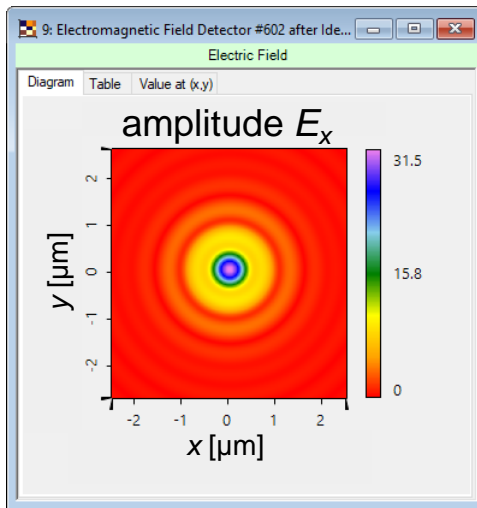 9: Electromagnetic Field Detector #602 after Ide...
Electric Field
Diagram Table Value at (x,y)
amplitude Eₓ
31.5
15.8
0
y [µm]
2
1
0
-1
-2
-2 -1 0 1 2
x [µm]